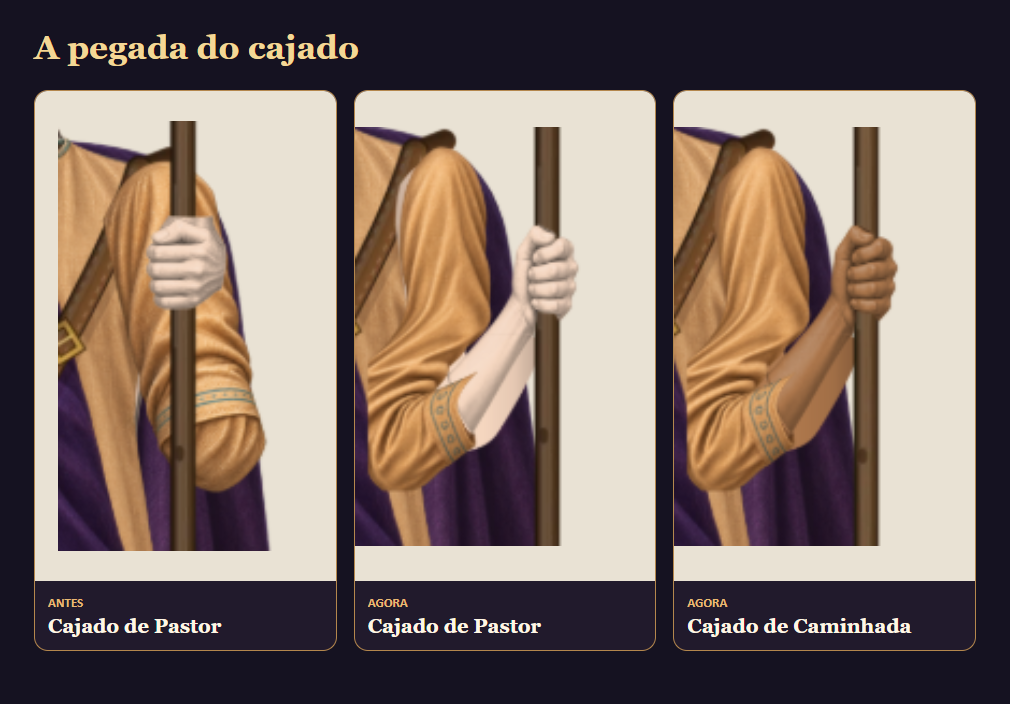 A pegada do cajado
ANTES
Cajado de Pastor
AGORA
Cajado de Pastor
AGORA
Cajado de Caminhada